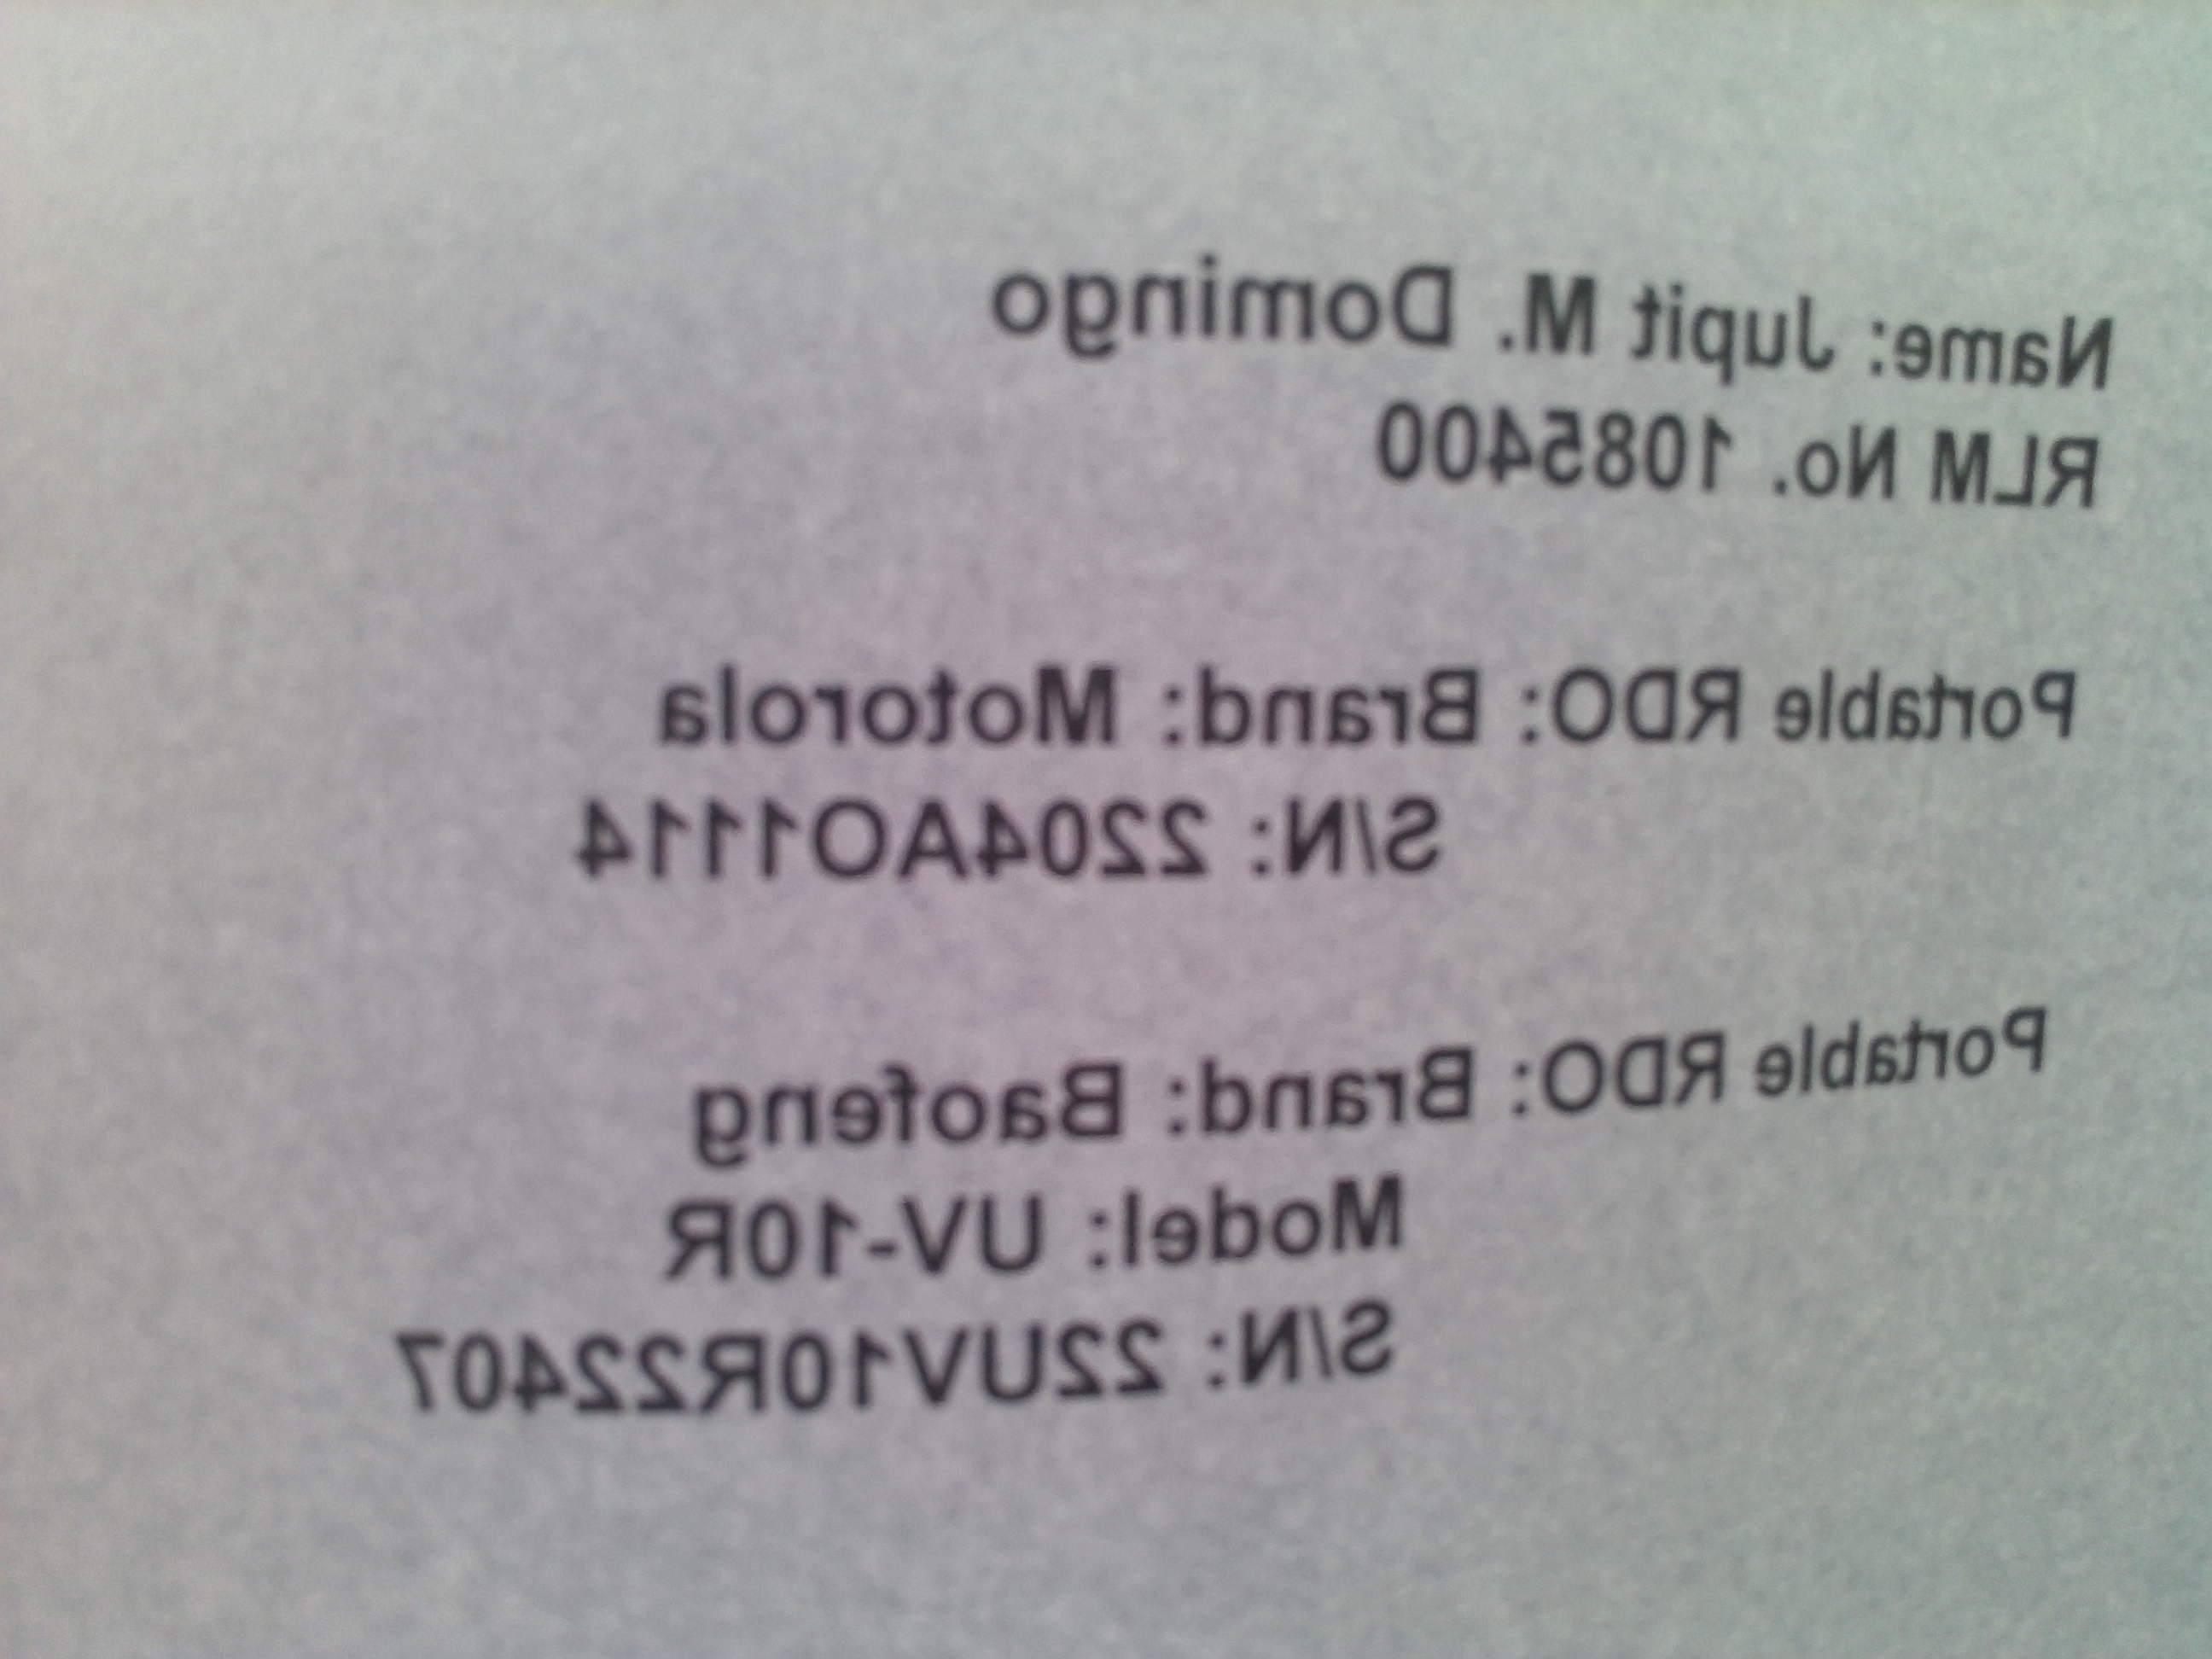 Name: Jupit M. Domingo
RLM No. 1085400
Portable RDO: Brand: Motorola
S/N: 2204AO1114
Portable RDO: Brand: Baofeng
Model: UV-10R
S/N: 22UV10R22407